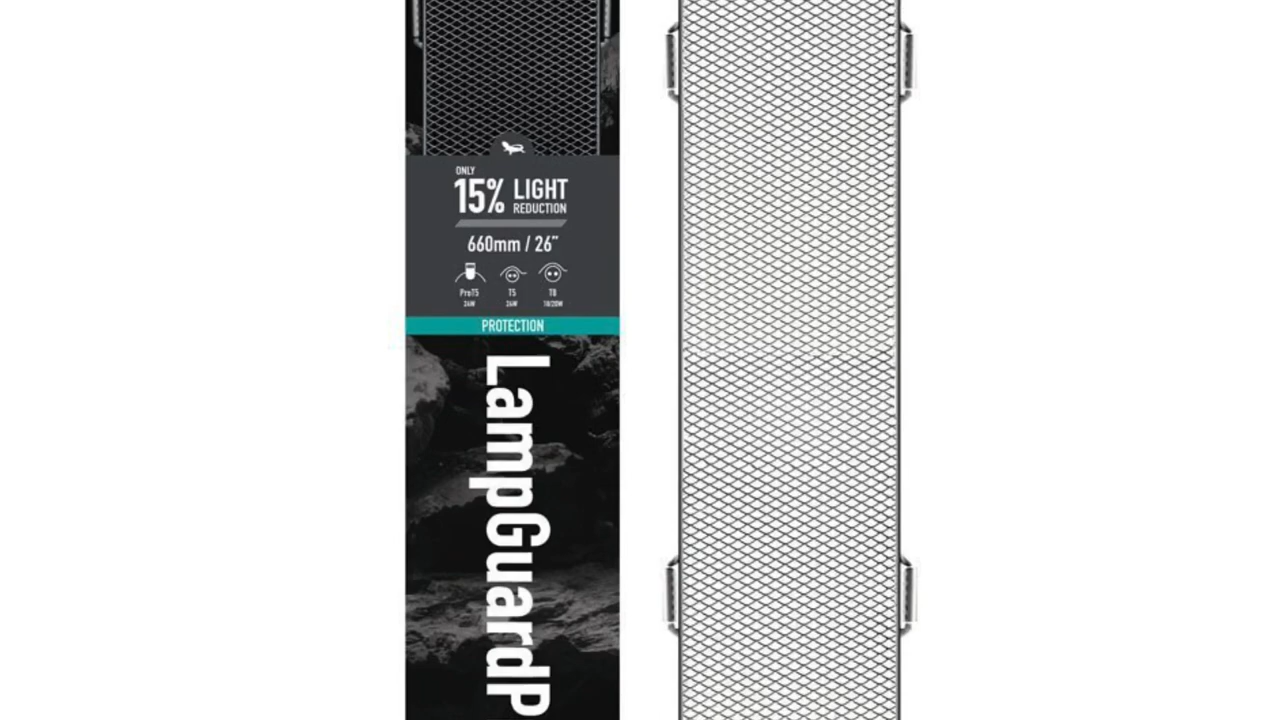 ONLY
15% LIGHT
REDUCTION
660mm / 26"
ProT5 T5 T8
24W 24W 18/20W
PROTECTION
LampGuardP